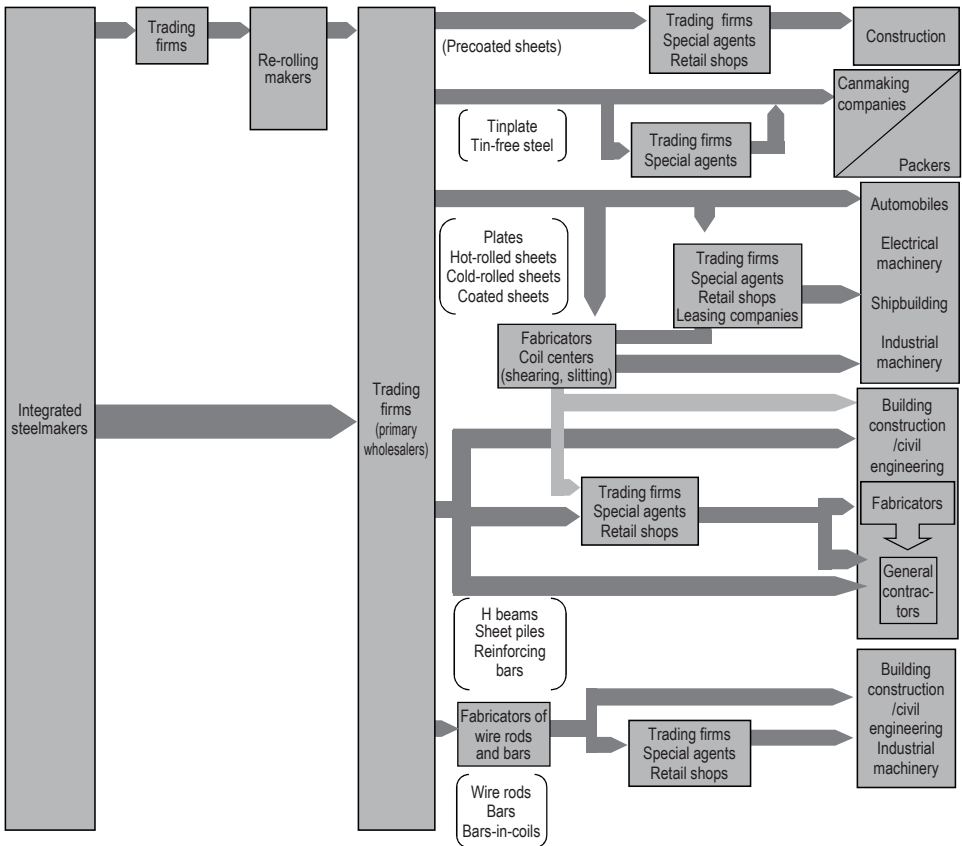 Integrated
steelmakers
Trading
firms
Re-rolling
makers
Trading
firms
(primary
wholesalers)
(Precoated sheets)
Trading firms
Special agents
Retail shops
Construction
Tinplate
Tin-free steel
Trading firms
Special agents
Canmaking
companies
Packers
Plates
Hot-rolled sheets
Cold-rolled sheets
Coated sheets
Trading firms
Special agents
Retail shops
Leasing companies
Fabricators
Coil centers
(shearing, slitting)
Automobiles
Electrical
machinery
Shipbuilding
Industrial
machinery
Trading firms
Special agents
Retail shops
Building
construction
/civil
engineering
Fabricators
General
contrac-
tors
H beams
Sheet piles
Reinforcing
bars
Fabricators of
wire rods
and bars
Trading firms
Special agents
Retail shops
Building
construction
/civil
engineering
Industrial
machinery
Wire rods
Bars
Bars-in-coils